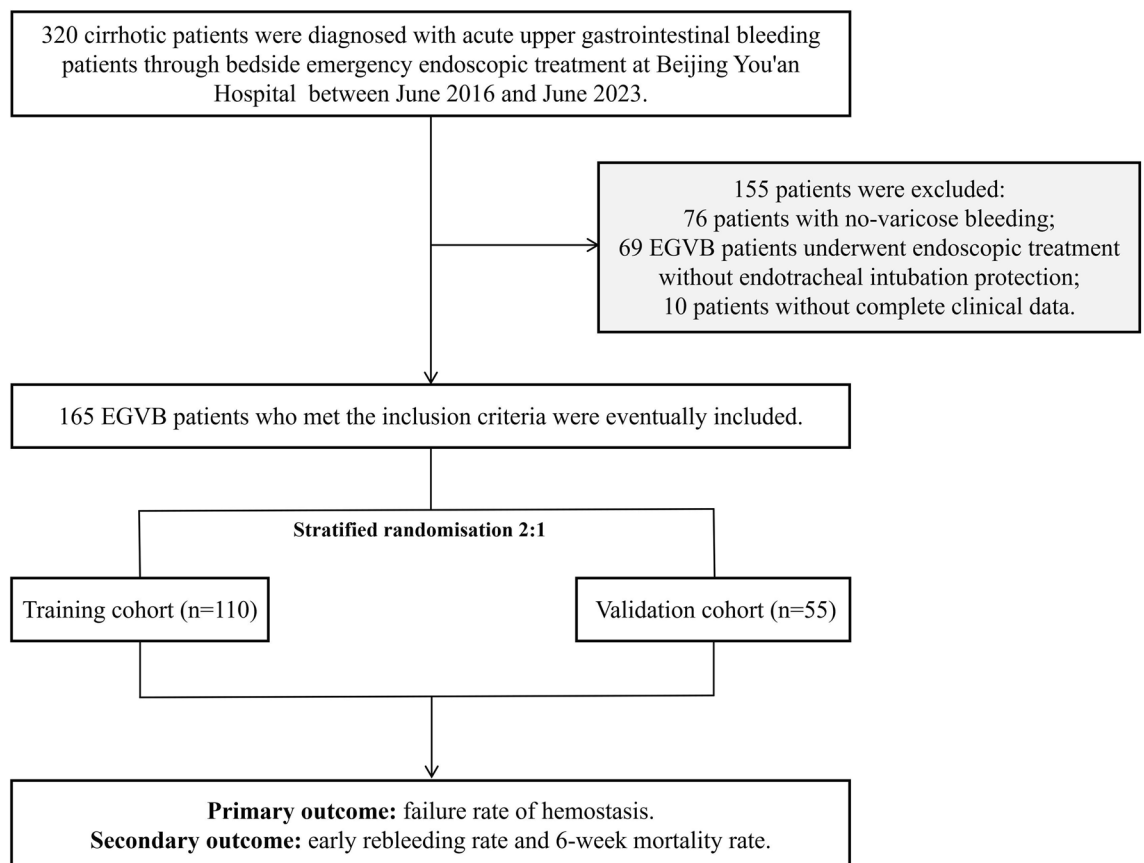 320 cirrhotic patients were diagnosed with acute upper gastrointestinal bleeding
patients through bedside emergency endoscopic treatment at Beijing You'an
Hospital between June 2016 and June 2023.
155 patients were excluded:
76 patients with no-varicose bleeding;
69 EGVB patients underwent endoscopic treatment
without endotracheal intubation protection;
10 patients without complete clinical data.
165 EGVB patients who met the inclusion criteria were eventually included.
Stratified randomisation 2:1
Training cohort (n=110)
Validation cohort (n=55)
Primary outcome: failure rate of hemostasis.
Secondary outcome: early rebleeding rate and 6-week mortality rate.